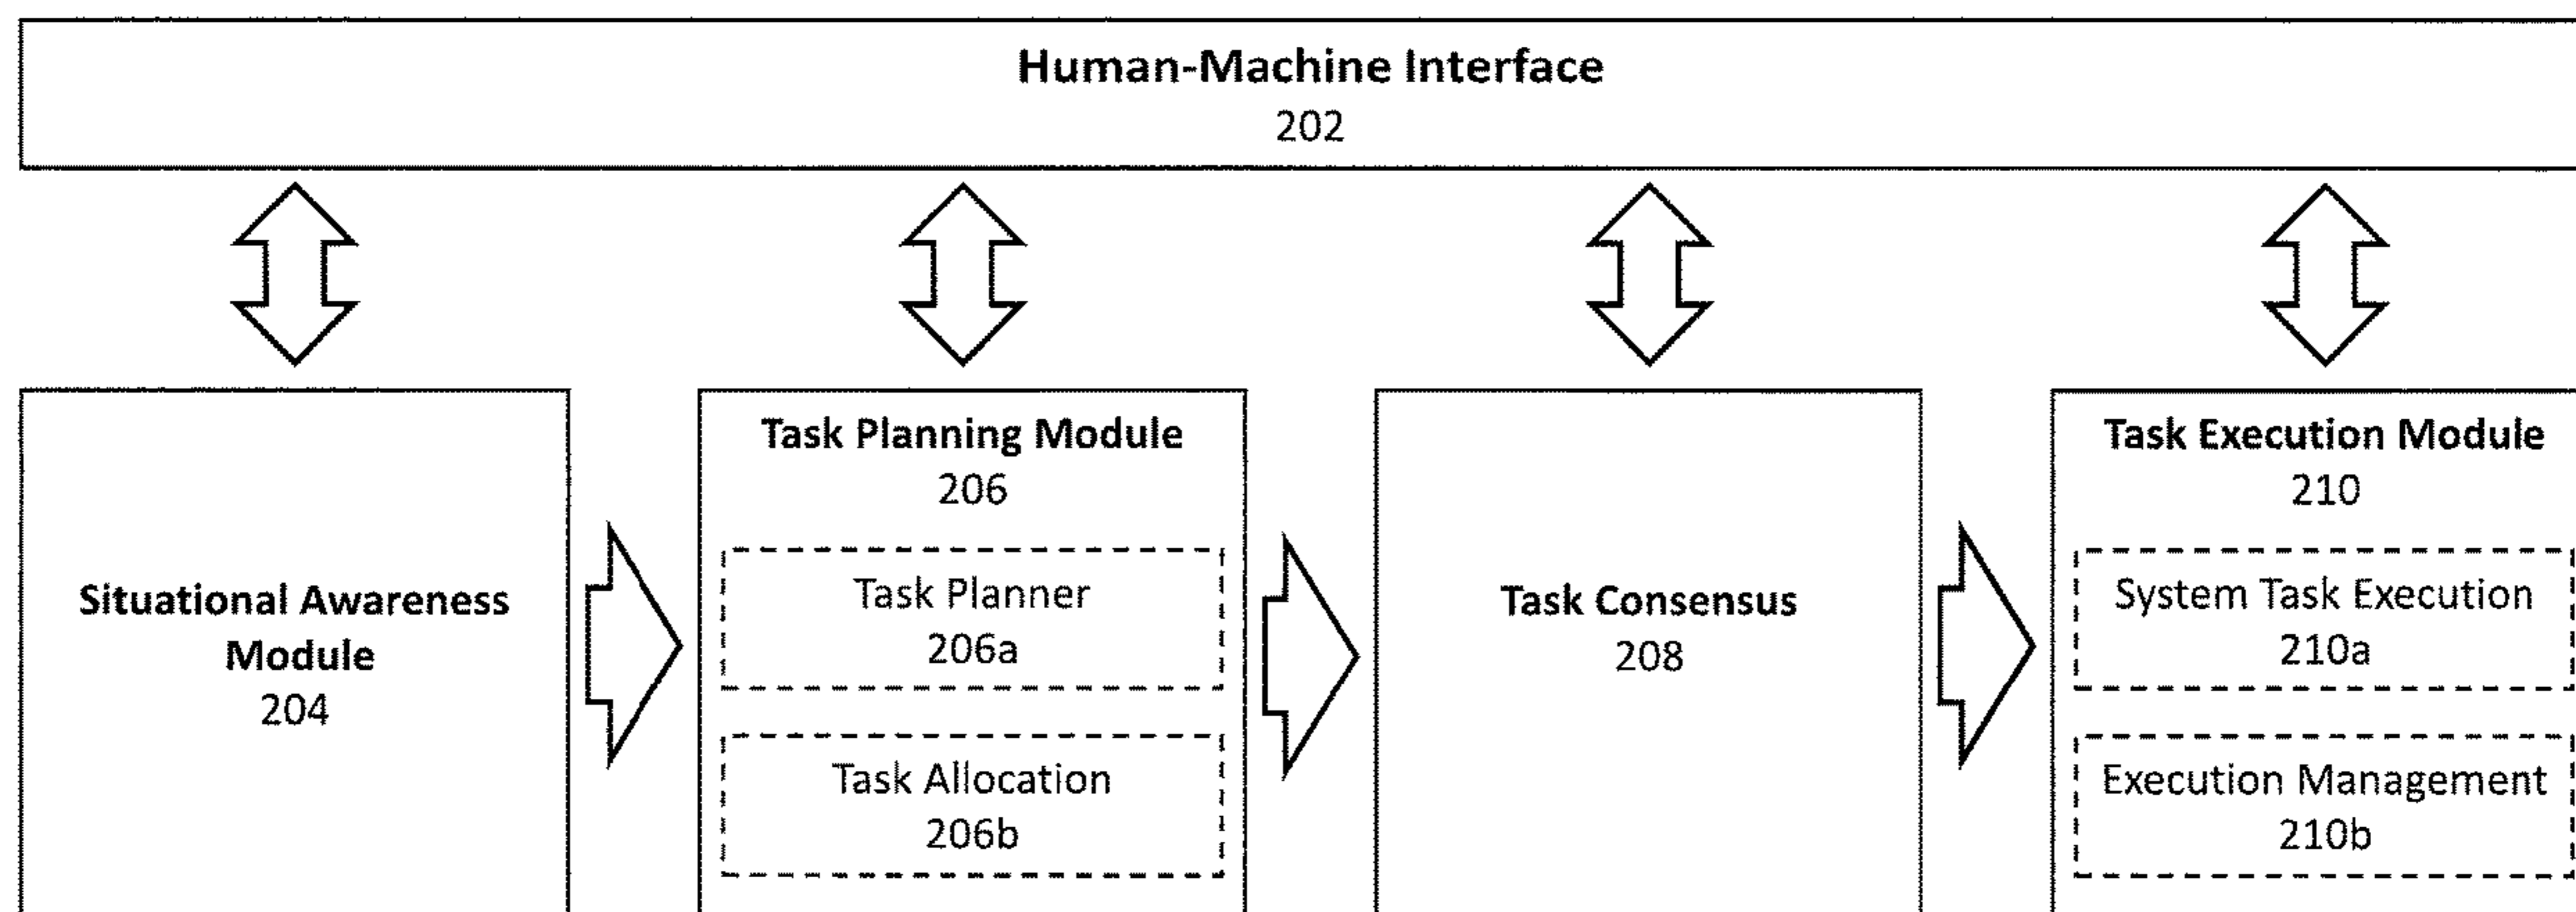 Human-Machine Interface
202
Situational Awareness
Module
204
Task Planning Module
206
Task Planner
206a
Task Allocation
206b
Task Consensus
208
Task Execution Module
210
System Task Execution
210a
Execution Management
210b